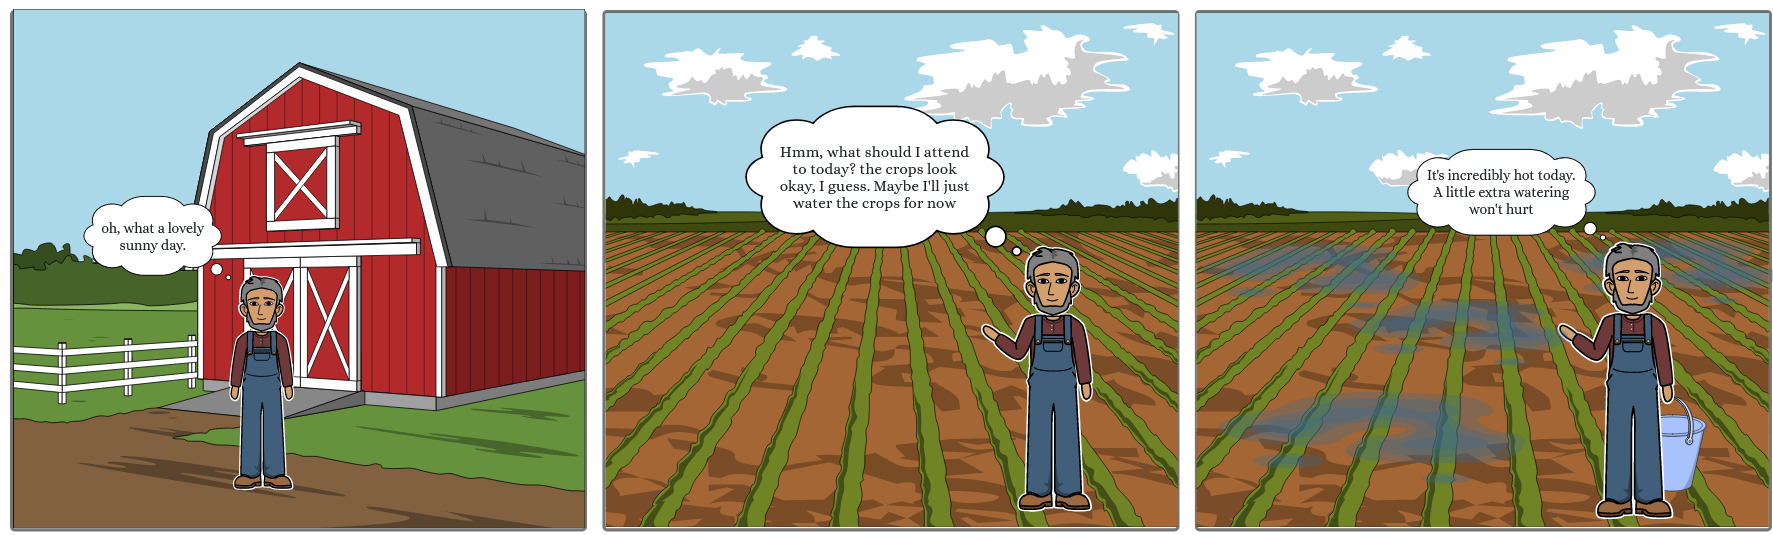 oh, what a lovely
sunny day.
Hmm, what should I attend
to today? the crops look
okay, I guess. Maybe I'll just
water the crops for now
It's incredibly hot today.
A little extra watering
won't hurt